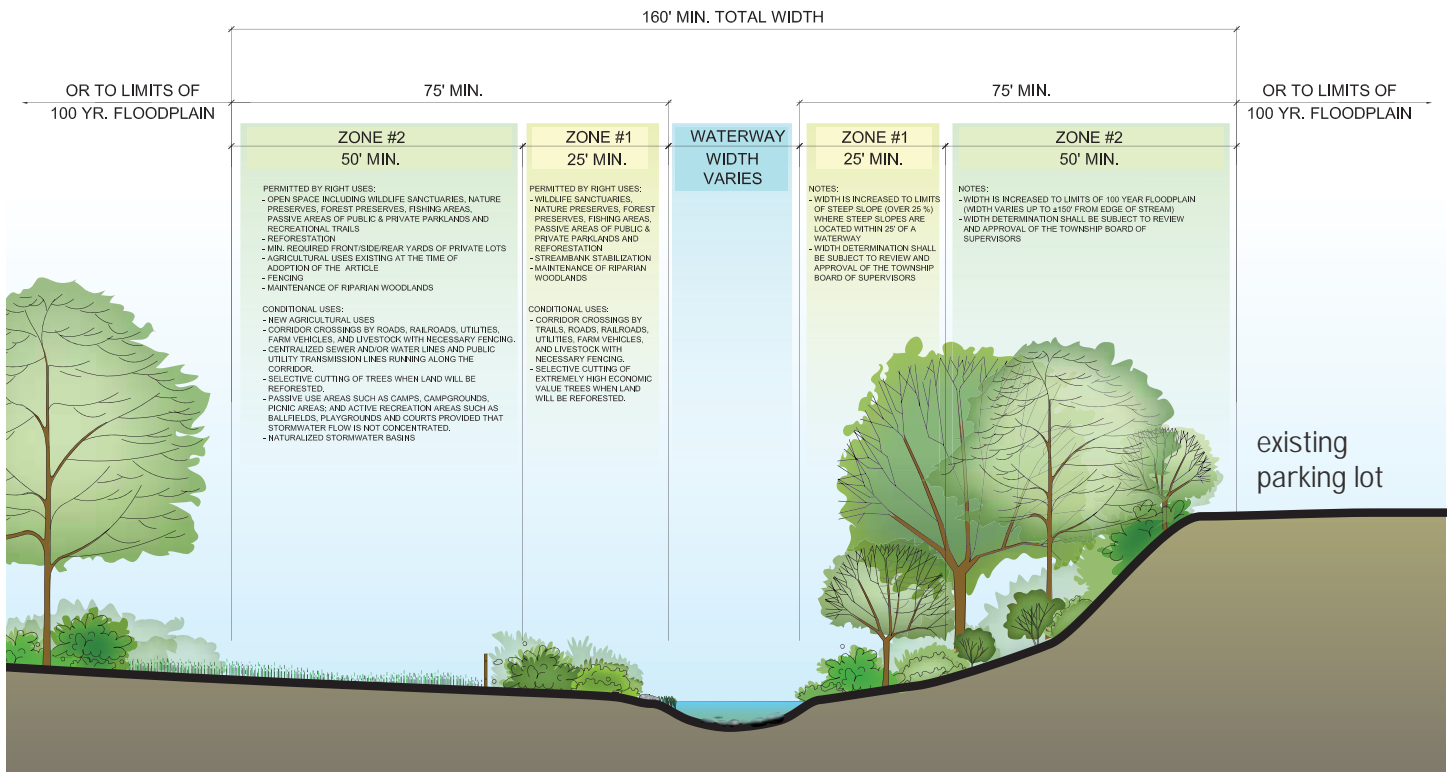 160' MIN. TOTAL WIDTH
OR TO LIMITS OF
100 YR. FLOODPLAIN
75' MIN.
75' MIN.
OR TO LIMITS OF
100 YR. FLOODPLAIN
ZONE #2
50' MIN.
PERMITTED BY RIGHT USES:
- OPEN SPACE INCLUDING WILDLIFE SANCTUARIES, NATURE
PRESERVES, FOREST PRESERVES, FISHING AREAS,
PASSIVE AREAS OF PUBLIC & PRIVATE PARKLANDS AND
RECREATIONAL TRAILS
- REFORESTATION
- MIN. REQUIRED FRONT/SIDE/REAR YARDS OF PRIVATE LOTS
- AGRICULTURAL USES EXISTING AT THE TIME OF
ADOPTION OF THE ARTICLE
- FENCING
- MAINTENANCE OF RIPARIAN WOODLANDS
CONDITIONAL USES:
- NEW AGRICULTURAL USES
- CORRIDOR CROSSINGS BY ROADS, RAILROADS, UTILITIES,
FARM VEHICLES, AND LIVESTOCK WITH NECESSARY FENCING.
- CENTRALIZED SEWER AND/OR WATER LINES AND PUBLIC
UTILITY TRANSMISSION LINES RUNNING ALONG THE
CORRIDOR.
- SELECTIVE CUTTING OF TREES WHEN LAND WILL BE
REFORESTED.
- PASSIVE USE AREAS SUCH AS CAMPS, CAMPGROUNDS,
PICNIC AREAS; AND ACTIVE RECREATION AREAS SUCH AS
BALLFIELDS, PLAYGROUNDS AND COURTS PROVIDED THAT
STORMWATER FLOW IS NOT CONCENTRATED.
- NATURALIZED STORMWATER BASINS
ZONE #1
25' MIN.
PERMITTED BY RIGHT USES:
- WILDLIFE SANCTUARIES,
NATURE PRESERVES, FOREST
PRESERVES, FISHING AREAS,
PASSIVE AREAS OF PUBLIC &
PRIVATE PARKLANDS AND
REFORESTATION
- STREAMBANK STABILIZATION
- MAINTENANCE OF RIPARIAN
WOODLANDS
CONDITIONAL USES:
- CORRIDOR CROSSINGS BY
TRAILS, ROADS, RAILROADS,
UTILITIES, FARM VEHICLES,
AND LIVESTOCK WITH
NECESSARY FENCING.
- SELECTIVE CUTTING OF
EXTREMELY HIGH ECONOMIC
VALUE TREES WHEN LAND
WILL BE REFORESTED.
WATERWAY
WIDTH
VARIES
ZONE #1
25' MIN.
NOTES:
- WIDTH IS INCREASED TO LIMITS
OF STEEP SLOPE (OVER 25 %)
WHERE STEEP SLOPES ARE
LOCATED WITHIN 25' OF A
WATERWAY
- WIDTH DETERMINATION SHALL
BE SUBJECT TO REVIEW AND
APPROVAL OF THE TOWNSHIP
BOARD OF SUPERVISORS
ZONE #2
50' MIN.
NOTES:
- WIDTH IS INCREASED TO LIMITS OF 100 YEAR FLOODPLAIN
(WIDTH VARIES UP TO ±150' FROM EDGE OF STREAM)
- WIDTH DETERMINATION SHALL BE SUBJECT TO REVIEW
AND APPROVAL OF THE TOWNSHIP BOARD OF
SUPERVISORS
existing
parking lot